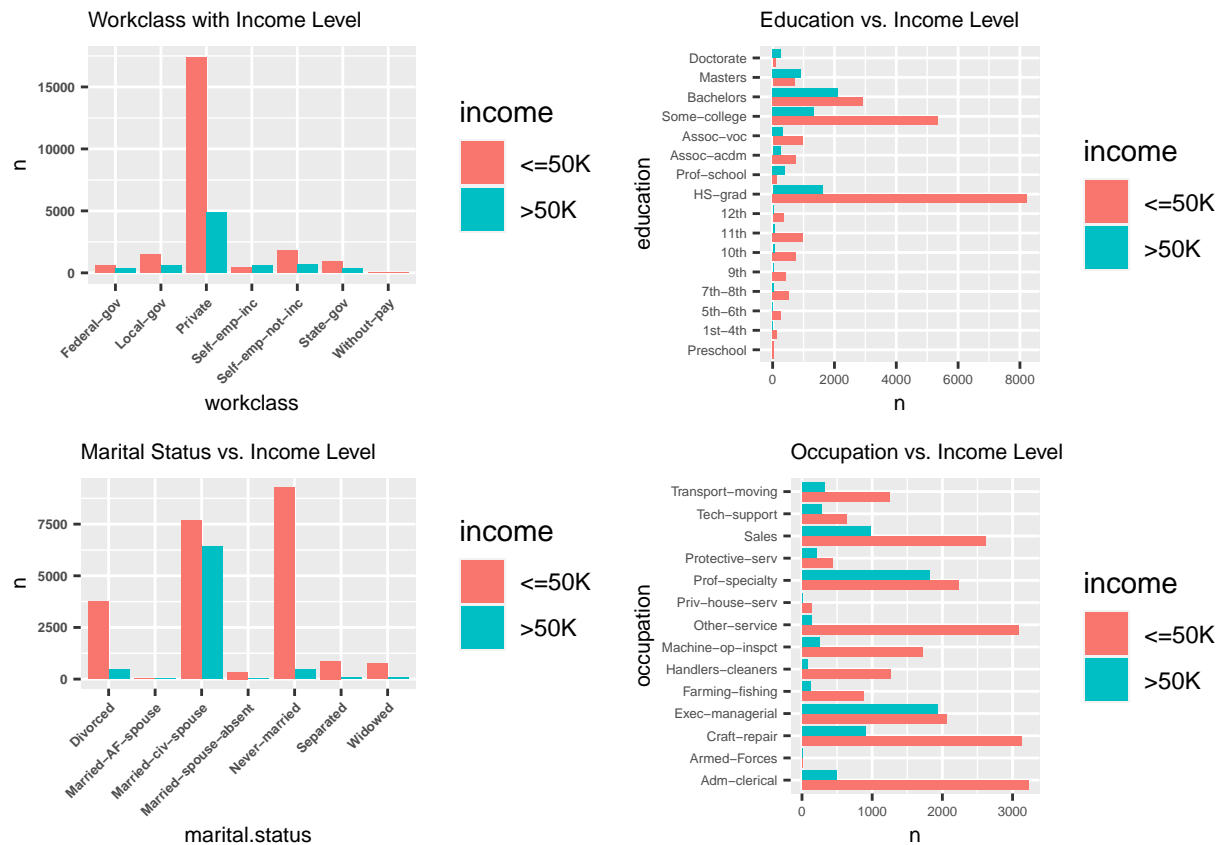 Workclass with Income Level
n
15000
10000
5000
0
Federal−gov
Local−gov
Private
Self−emp−inc
Self−emp−not−inc
State−gov
Without−pay
workclass
income
<=50K
>50K
Education vs. Income Level
education
Doctorate
Masters
Bachelors
Some−college
Assoc−voc
Assoc−acdm
Prof−school
HS−grad
12th
11th
10th
9th
7th−8th
5th−6th
1st−4th
Preschool
0 2000 4000 6000 8000
n
income
<=50K
>50K
Marital Status vs. Income Level
n
7500
5000
2500
0
Divorced
Married−AF−spouse
Married−civ−spouse
Married−spouse−absent
Never−married
Separated
Widowed
marital.status
income
<=50K
>50K
Occupation vs. Income Level
occupation
Transport−moving
Tech−support
Sales
Protective−serv
Prof−specialty
Priv−house−serv
Other−service
Machine−op−inspct
Handlers−cleaners
Farming−fishing
Exec−managerial
Craft−repair
Armed−Forces
Adm−clerical
0 1000 2000 3000
n
income
<=50K
>50K